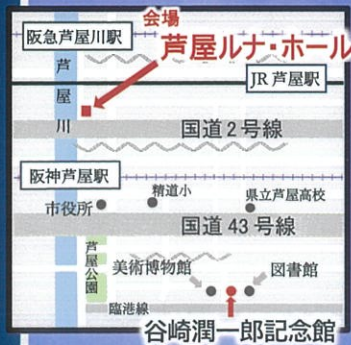 会場
阪急芦屋川駅
芦屋ルナ・ホール
JR 芦屋駅
芦屋川
国道2号線
阪神芦屋駅
精道小
県立芦屋高校
市役所
国道 43号線
芦屋公園
美術博物館
図書館
臨港線
谷崎潤一郎記念館